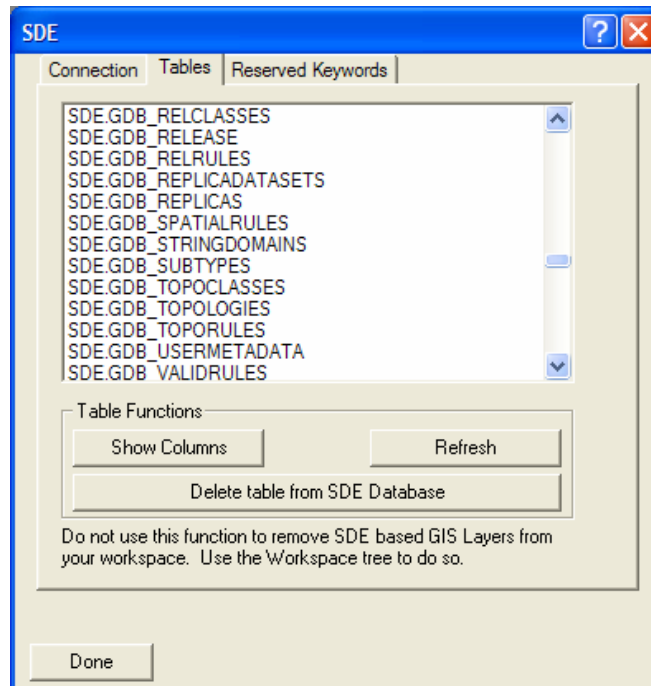 SDE
Connection Tables Reserved Keywords
SDE.GDB_RELCLASSES
SDE.GDB_RELEASE
SDE.GDB_RELRULES
SDE.GDB_REPLICADATASETS
SDE.GDB_REPLICAS
SDE.GDB_SPATIALRULES
SDE.GDB_STRINGDOMAINS
SDE.GDB_SUBTYPES
SDE.GDB_TOPOCLASSES
SDE.GDB_TOPOLOGIES
SDE.GDB_TOPORULES
SDE.GDB_USERMETADATA
SDE.GDB_VALIDRULES
Table Functions
Show Columns Refresh
Delete table from SDE Database
Do not use this function to remove SDE based GIS Layers from
your workspace. Use the Workspace tree to do so.
Done